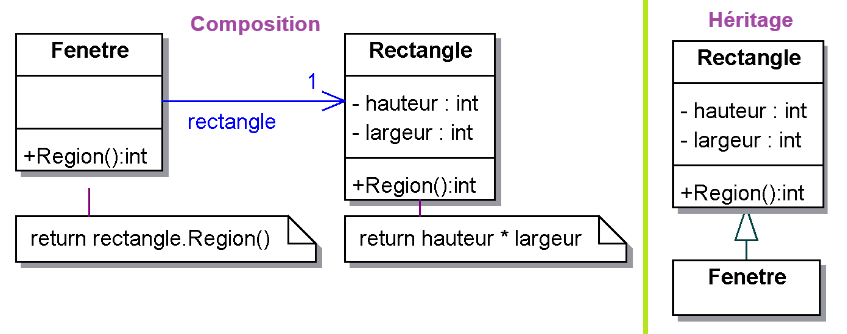 Composition
Fenetre
+Region():int
rectangle
1
Rectangle
- hauteur : int
- largeur : int
+Region():int
return rectangle.Region()
return hauteur * largeur
Héritage
Rectangle
- hauteur : int
- largeur : int
+Region():int
Fenetre